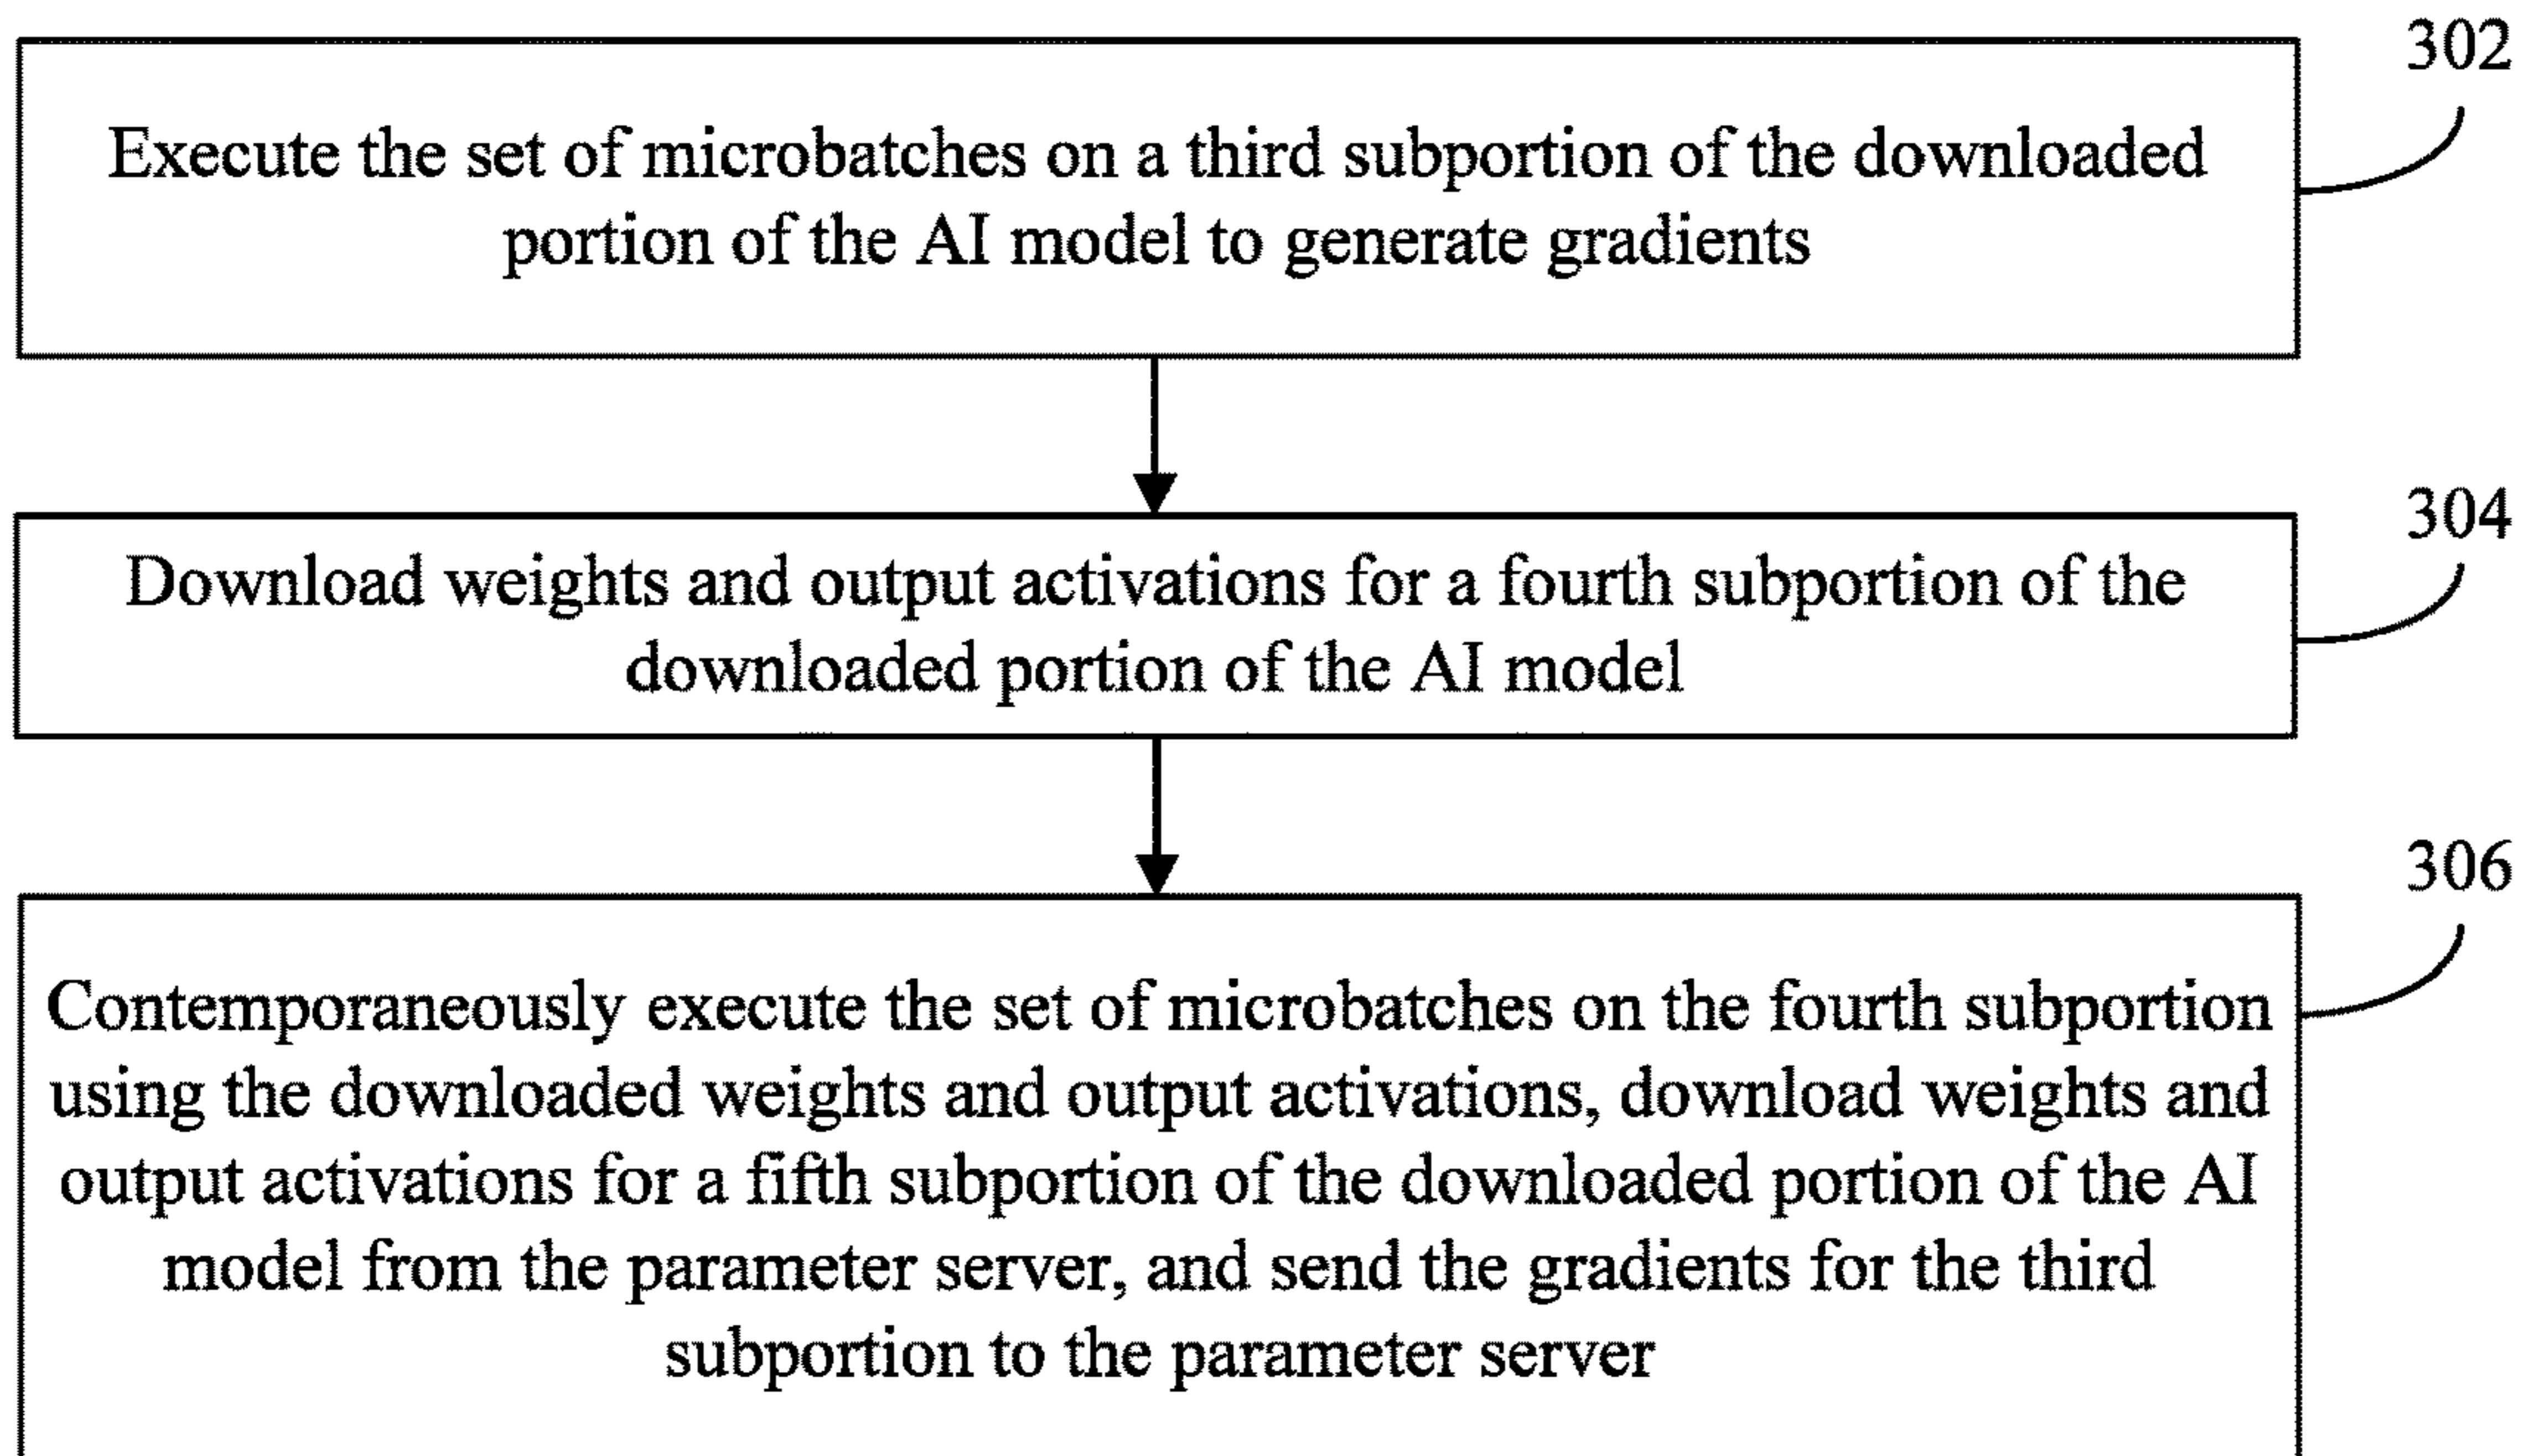 302
Execute the set of microbatches on a third subportion of the downloaded
portion of the AI model to generate gradients
304
Download weights and output activations for a fourth subportion of the
downloaded portion of the AI model
306
Contemporaneously execute the set of microbatches on the fourth subportion
using the downloaded weights and output activations, download weights and
output activations for a fifth subportion of the downloaded portion of the AI
model from the parameter server, and send the gradients for the third
subportion to the parameter server